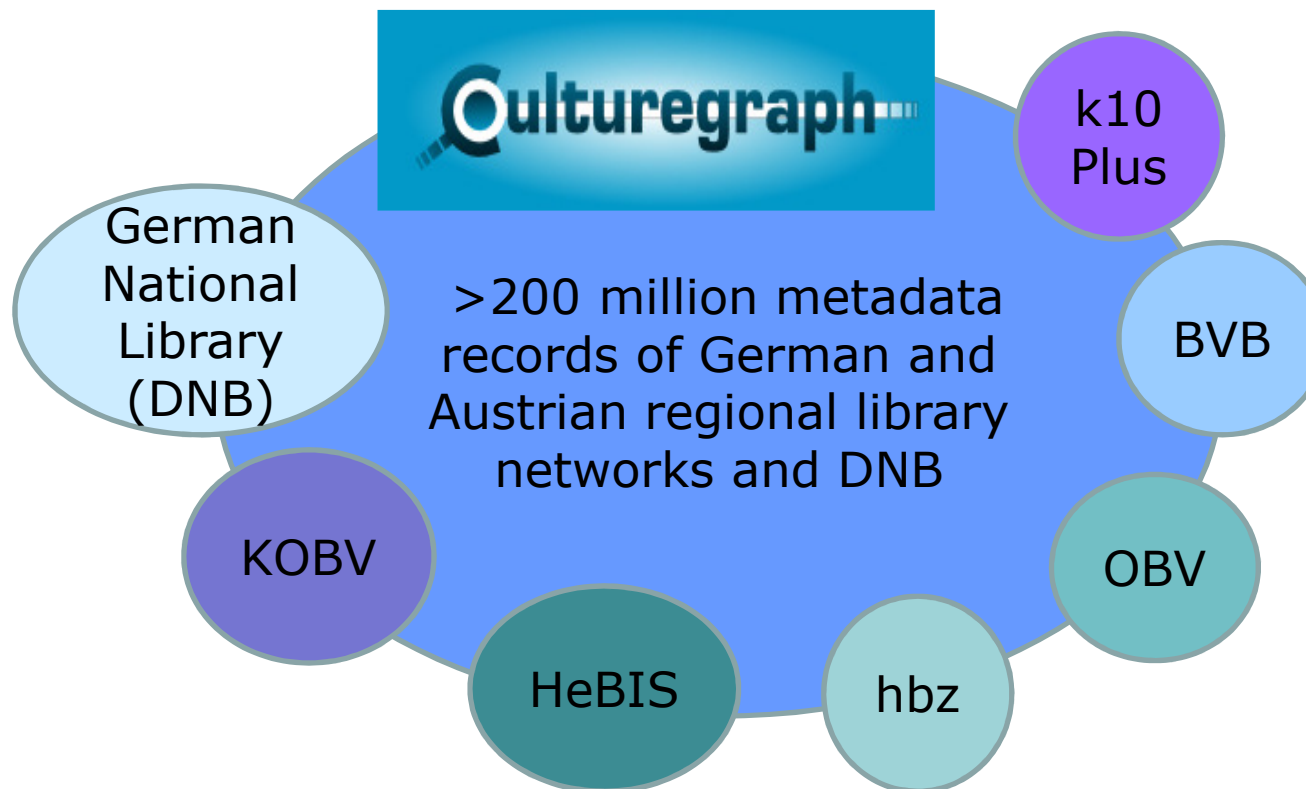 Culturegraph
k10
Plus
German
National
Library
(DNB)
>200 million metadata
records of German and
Austrian regional library
networks and DNB
BVB
KOBV
OBV
HeBIS
hbz